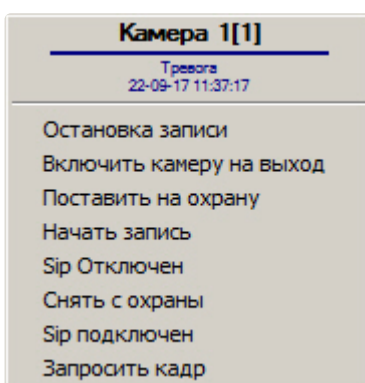 Камера 1[1]
Тревога
22-09-17 11:37:17
Остановка записи
Включить камеру на выход
Поставить на охрану
Начать запись
Sip Отключен
Снять с охраны
Sip подключен
Запросить кадр